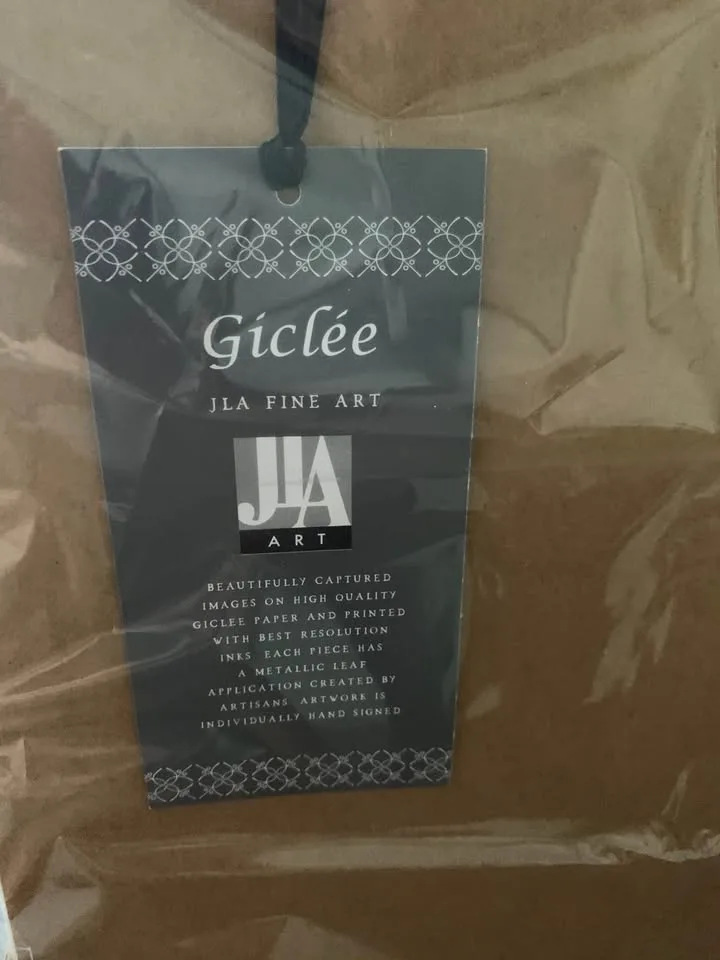 Giclée
JLA FINE ART
JLA
ART
BEAUTIFULLY CAPTURED
IMAGES ON HIGH QUALITY
GICLEE PAPER AND PRINTED
WITH BEST RESOLUTION
INKS EACH PIECE HAS
A METALLIC LEAF
APPLICATION CREATED BY
ARTISANS ARTWORK IS
INDIVIDUALLY HAND SIGNED